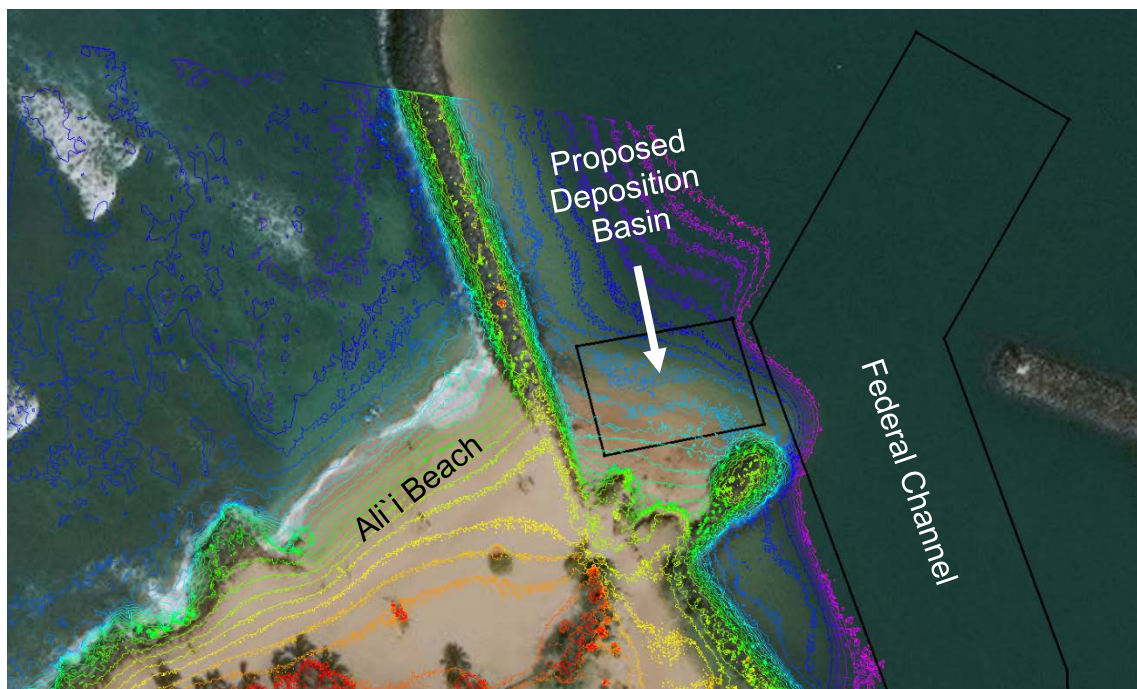 Proposed
Deposition
Basin
Federal Channel
Ali`i Beach